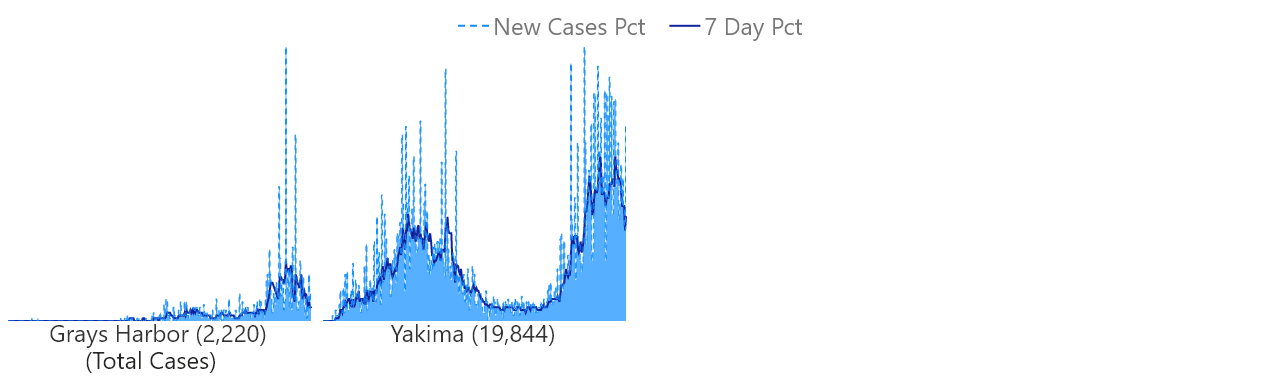 New Cases Pct 7 Day Pct
Grays Harbor (2,220) Yakima (19,844)
(Total Cases)